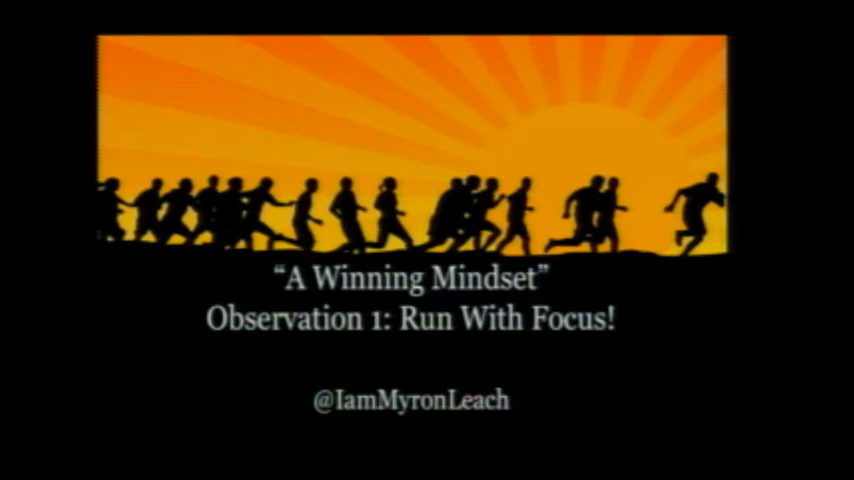 “A Winning Mindset”
Observation 1: Run With Focus!
@IamMyronLeach